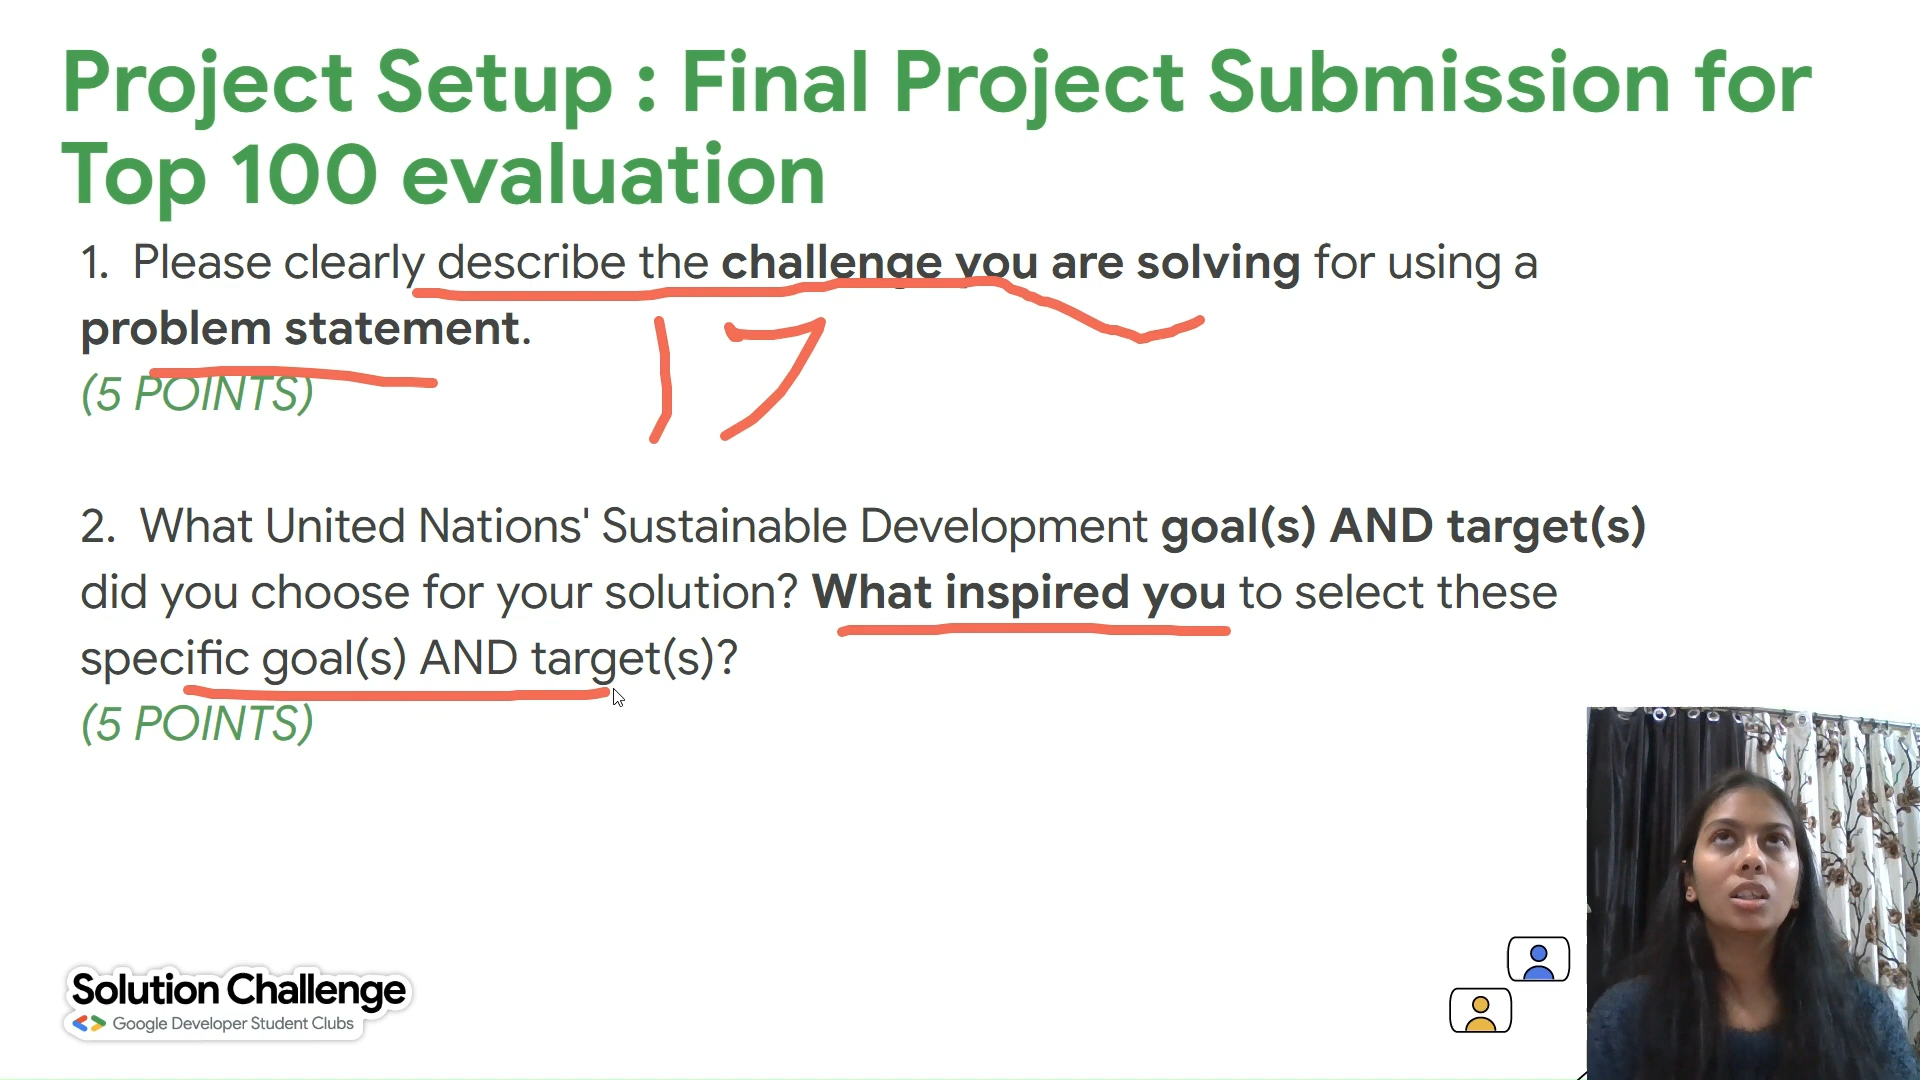 Project Setup : Final Project Submission for
Top 100 evaluation
1. Please clearly describe the challenge you are solving for using a
problem statement.
(5 POINTS)
17
2. What United Nations' Sustainable Development goal(s) AND target(s)
did you choose for your solution? What inspired you to select these
specific goal(s) AND target(s)?
(5 POINTS)
Solution Challenge
Google Developer Student Clubs